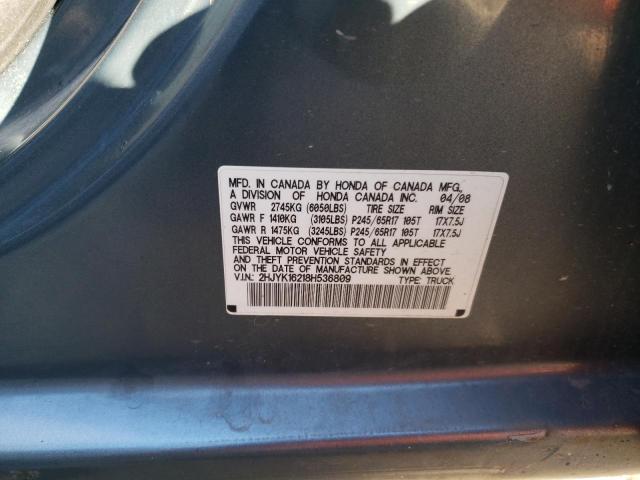 MFD. IN CANADA BY HONDA OF CANADA MFG.,
A DIVISION OF HONDA CANADA INC. 04/08
GVWR 2745KG (6050LBS) TIRE SIZE RIM SIZE
GAWR F 1410KG (3105LBS) P245/65R17 105T 17X7.5J
GAWR R 1475KG (3245LBS) P245/65R17 105T 17X7.5J
THIS VEHICLE CONFORMS TO ALL APPLICABLE
FEDERAL MOTOR VEHICLE SAFETY
AND THEFT PREVENTION STANDARDS IN EFFECT
ON THE DATE OF MANUFACTURE SHOWN ABOVE.
V.I.N: 2HJYK16218H536809 TYPE: TRUCK